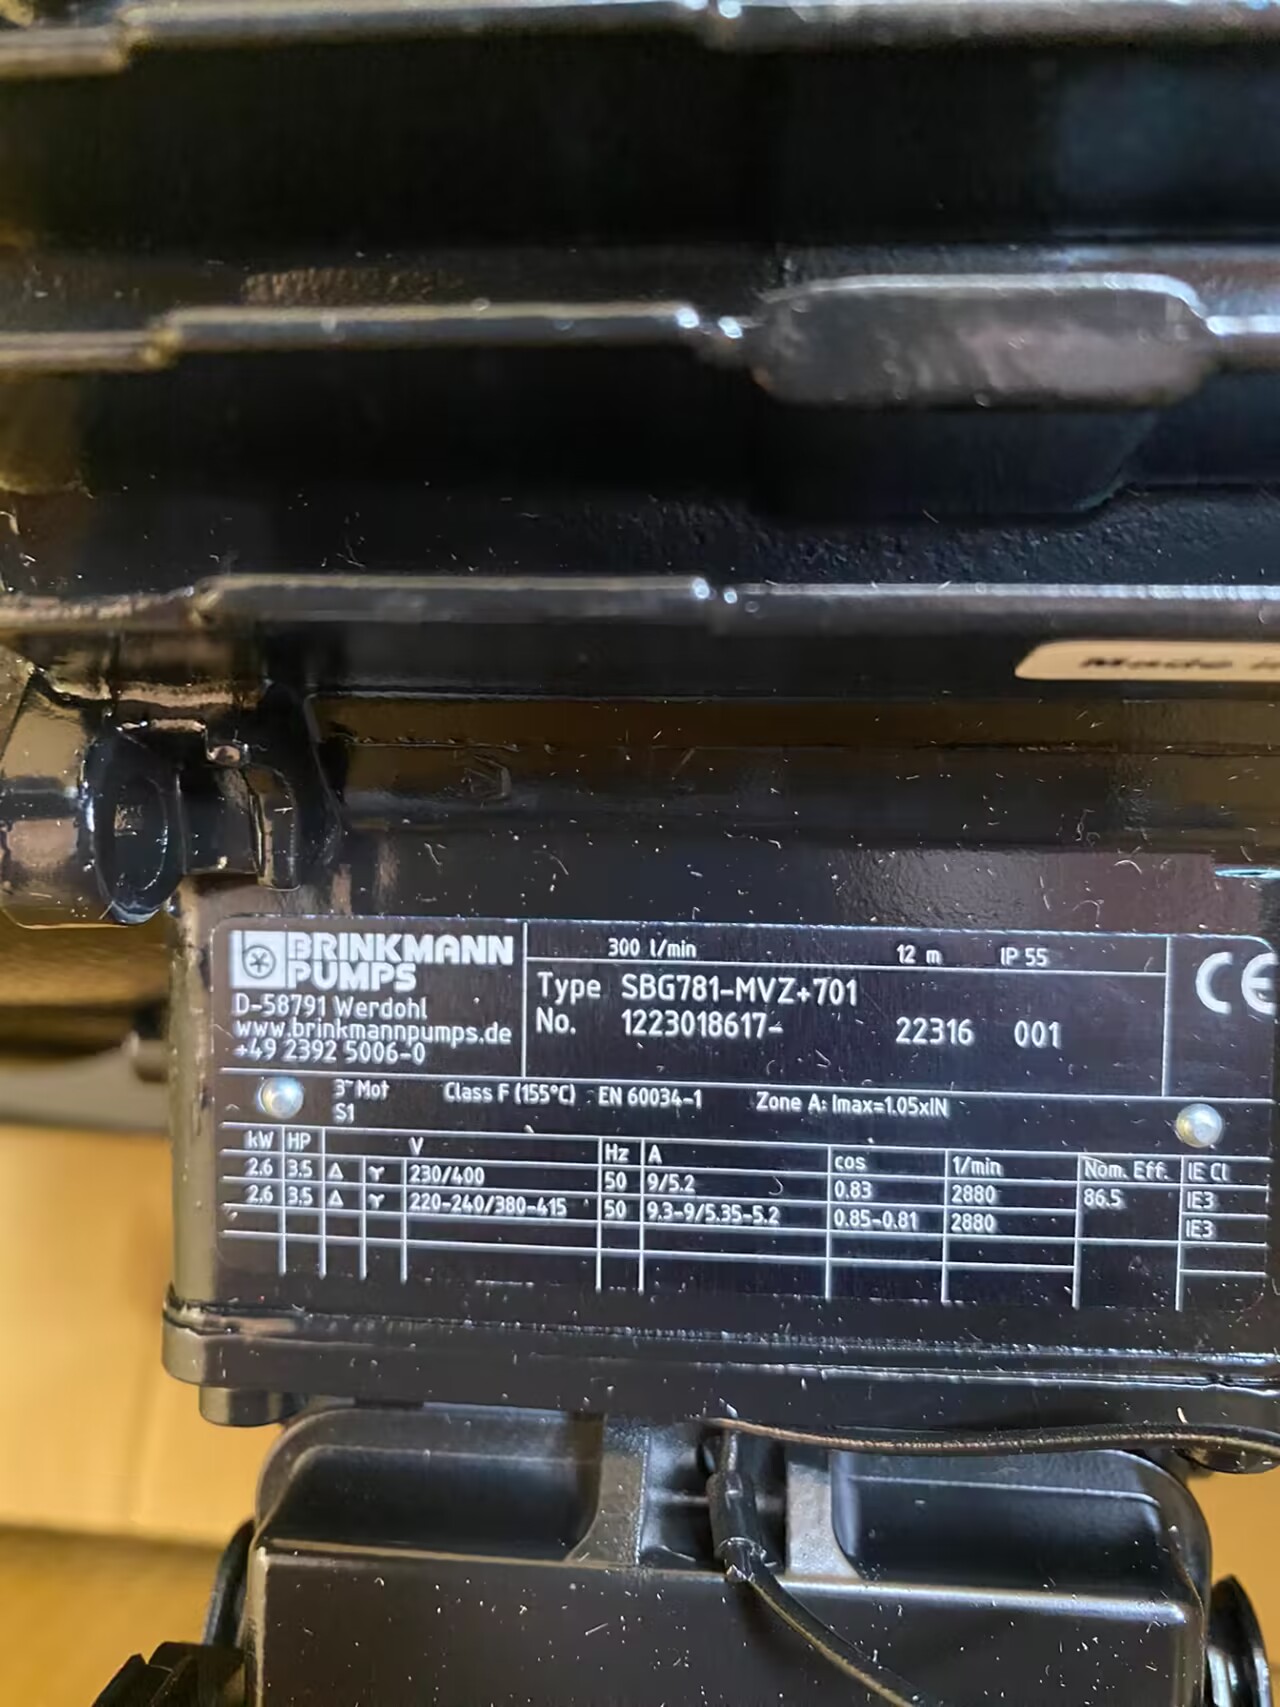 Made
BRINKMANN
PUMPS
D-58791 Werdohl
www.brinkmannpumps.de
+49 2392 5006-0
300 l/min 12 m IP 55
Type SBG781-MVZ+701
No. 1223018617- 22316 001
CE
3~Mot Class F (155°C) EN 60034-1 Zone A: Imax=1.05xIN
S1
kW HP V Hz A cos 1/min Nom. Eff. IE Cl
2.6 3.5 Δ Y 230/400 50 9/5.2 0.83 2880 86.5 IE3
2.6 3.5 Δ Y 220-240/380-415 50 9.3-9/5.35-5.2 0.85-0.81 2880 IE3